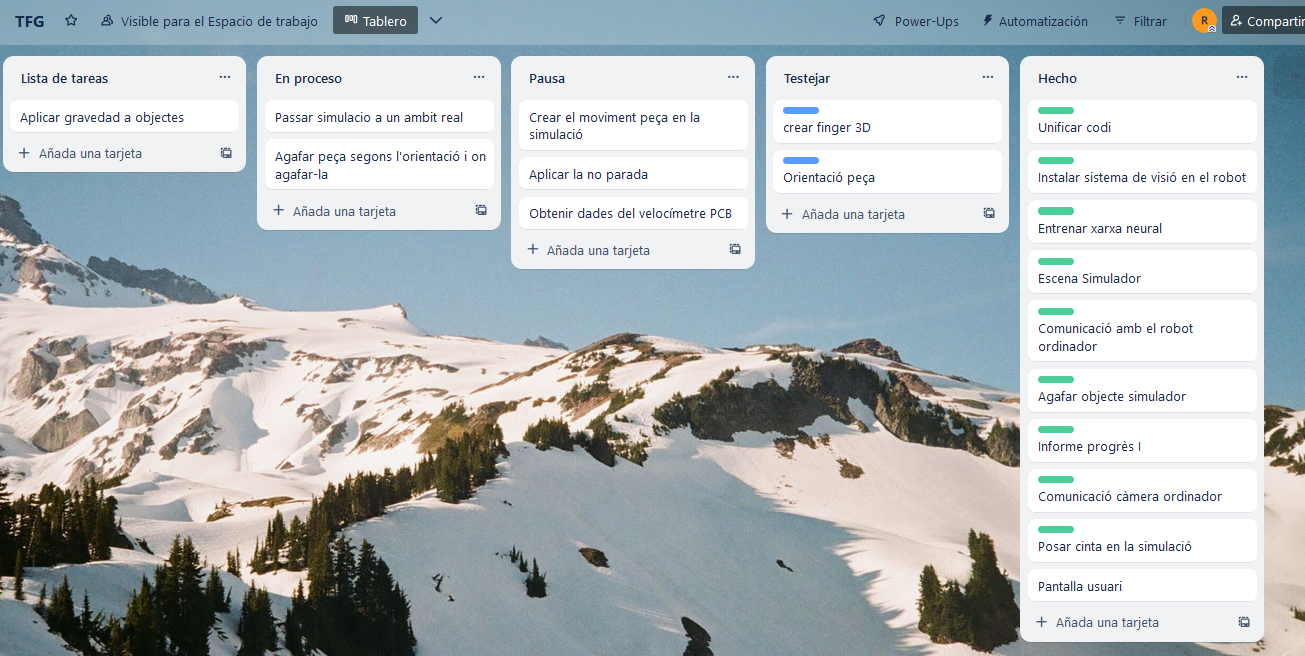 TFG
Visible para el Espacio de trabajo
Tablero
Power-Ups
Automatización
Filtrar
R
Compartir
Lista de tareas
Aplicar gravedad a objectes
Añada una tarjeta
En proceso
Passar simulacio a un ambit real
Agafar peça segons l'orientació i on
agafar-la
Añada una tarjeta
Pausa
Crear el moviment peça en la
simulació
Aplicar la no parada
Obtenir dades del velocímetre PCB
Añada una tarjeta
Testejar
crear finger 3D
Orientació peça
Añada una tarjeta
Hecho
Unificar codi
Instalar sistema de visió en el robot
Entrenar xarxa neural
Escena Simulador
Comunicació amb el robot
ordinador
Agafar objecte simulador
Informe progrès I
Comunicació càmera ordinador
Posar cinta en la simulació
Pantalla usuari
Añada una tarjeta